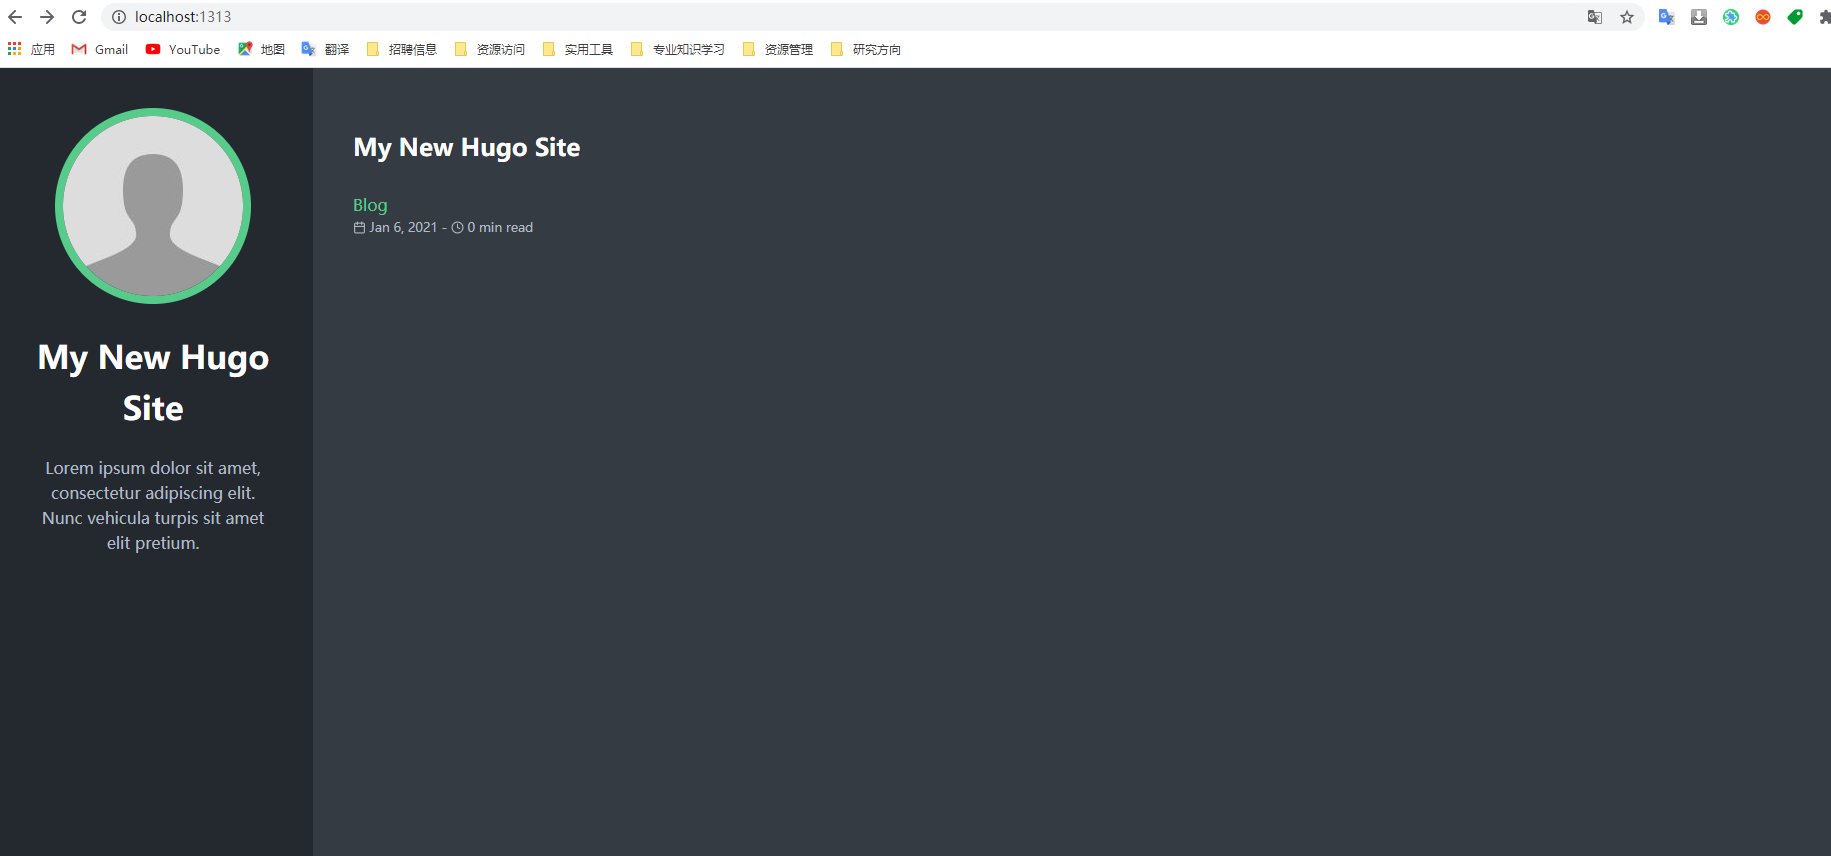 localhost:1313
应用 Gmail YouTube 地图 翻译 招聘信息 资源访问 实用工具 专业知识学习 资源管理 研究方向
My New Hugo
Site
Lorem ipsum dolor sit amet,
consectetur adipiscing elit.
Nunc vehicula turpis sit amet
elit pretium.
My New Hugo Site
Blog
Jan 6, 2021 - 0 min read